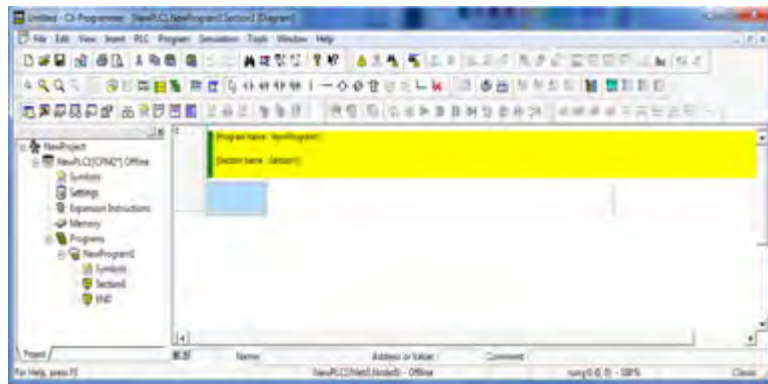 Untitled - CX-Programmer - [NewPLC1.NewProgram1.Section1 [Diagram]]
File Edit View Insert PLC Program Simulation Tools Window Help
NewProject
NewPLC1[CPM2*] Offline
Symbols
Settings
Expansion Instructions
Memory
Programs
NewProgram1
Symbols
Section1
END
Project
0
[Program Name : NewProgram1]
[Section Name : Section1]
Name:
Address or Value:
Comment:
For Help, press F1
NewPLC1(Net:0,Node:0) - Offline
rung 0 (0, 0) - 100%
Classic